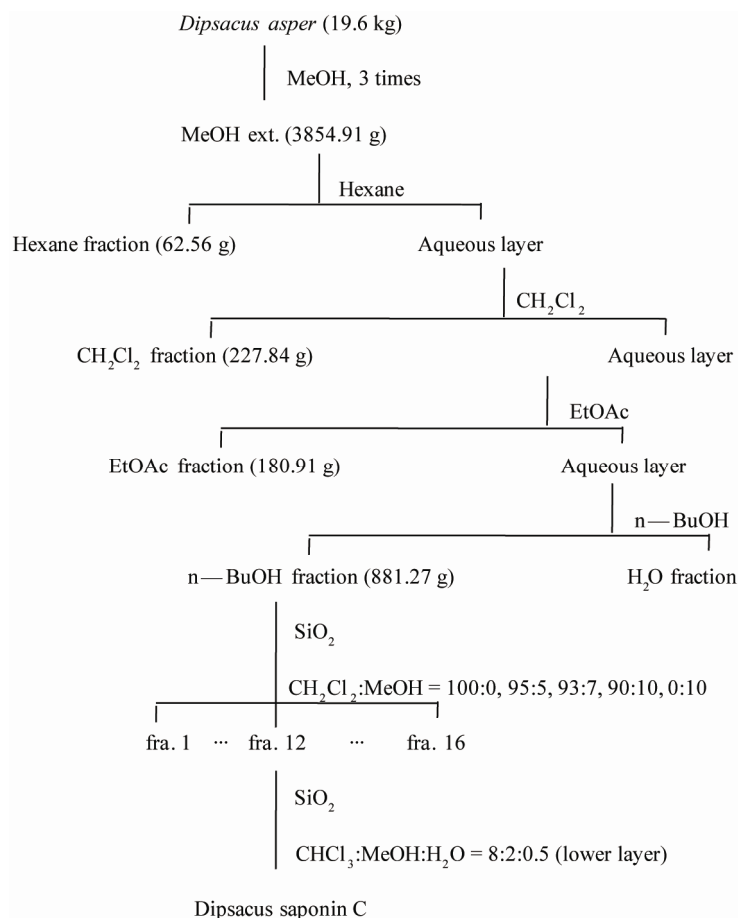 Dipsacus asper (19.6 kg)
MeOH, 3 times
MeOH ext. (3854.91 g)
Hexane
Hexane fraction (62.56 g) Aqueous layer
CH₂Cl₂
CH₂Cl₂ fraction (227.84 g) Aqueous layer
EtOAc
EtOAc fraction (180.91 g) Aqueous layer
n—BuOH
n—BuOH fraction (881.27 g) H₂O fraction
SiO₂
CH₂Cl₂:MeOH = 100:0, 95:5, 93:7, 90:10, 0:10
fra. 1 ... fra. 12 ... fra. 16
SiO₂
CHCl₃:MeOH:H₂O = 8:2:0.5 (lower layer)
Dipsacus saponin C